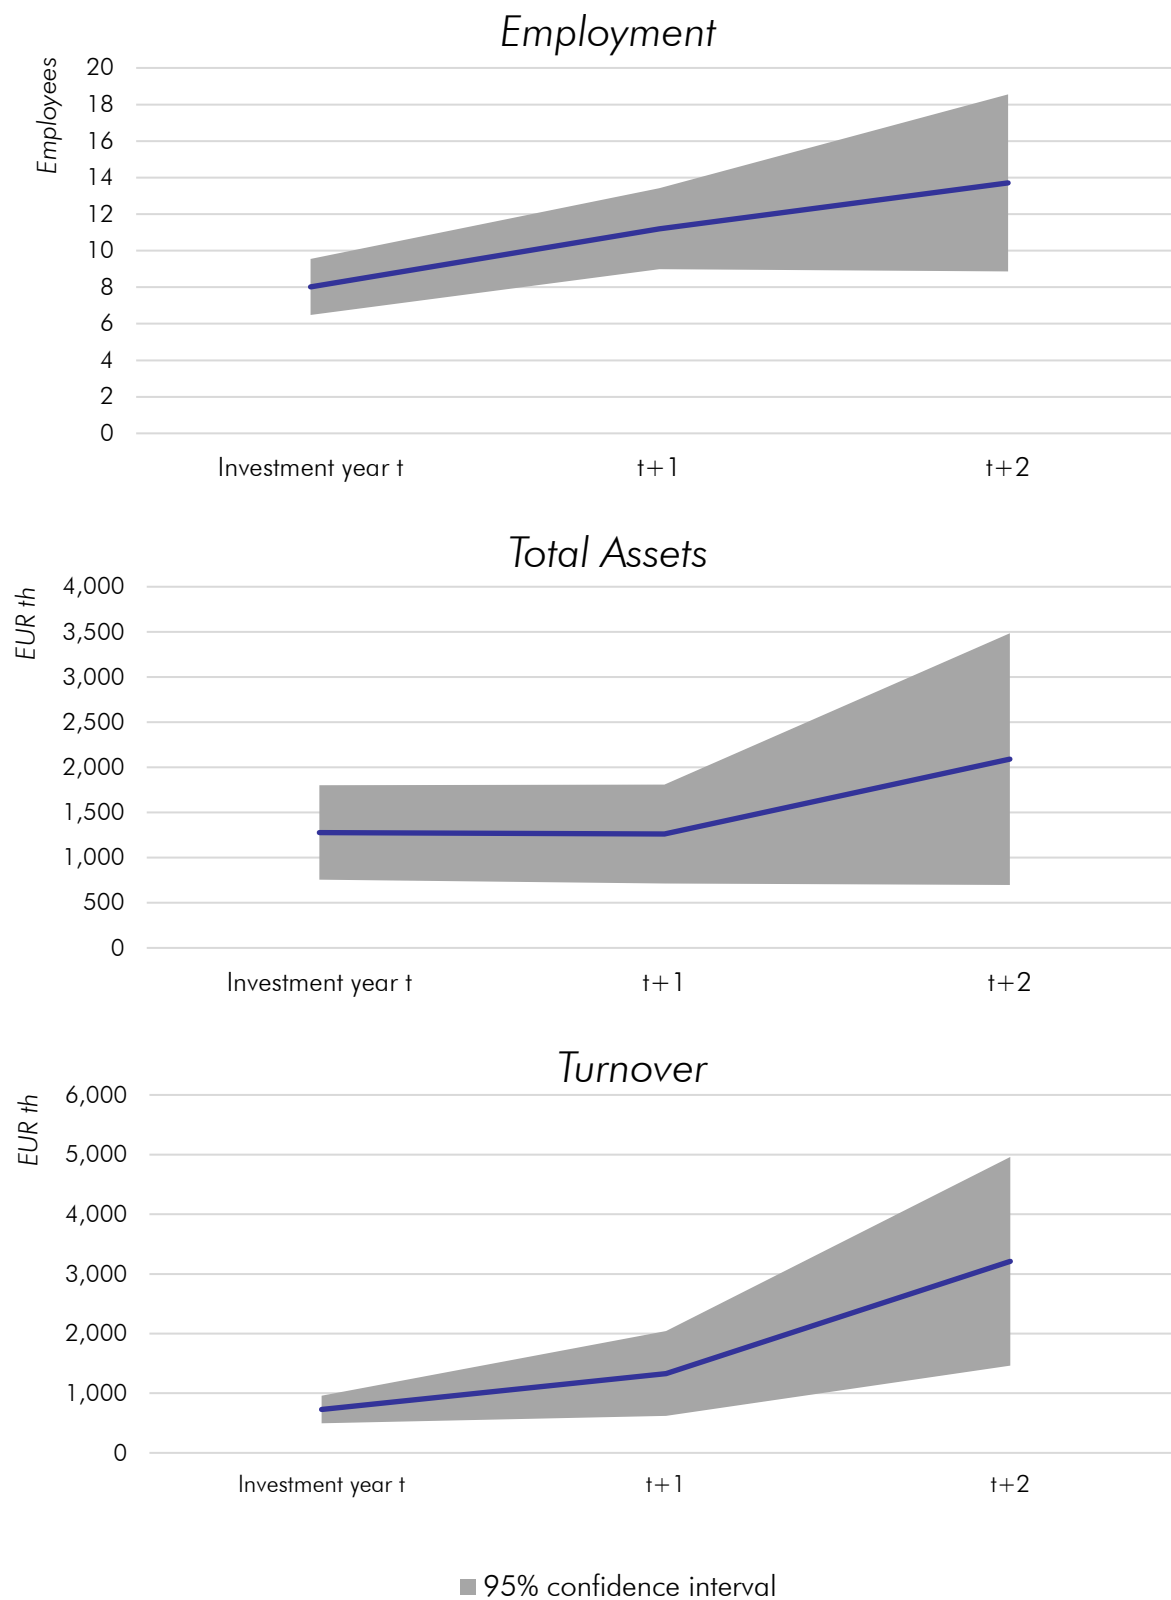 Employment
Employees
20
18
16
14
12
10
8
6
4
2
0
Investment year t
t+1
t+2
Total Assets
EUR th
4,000
3,500
3,000
2,500
2,000
1,500
1,000
500
0
Investment year t
t+1
t+2
Turnover
EUR th
6,000
5,000
4,000
3,000
2,000
1,000
0
Investment year t
t+1
t+2
95% confidence interval